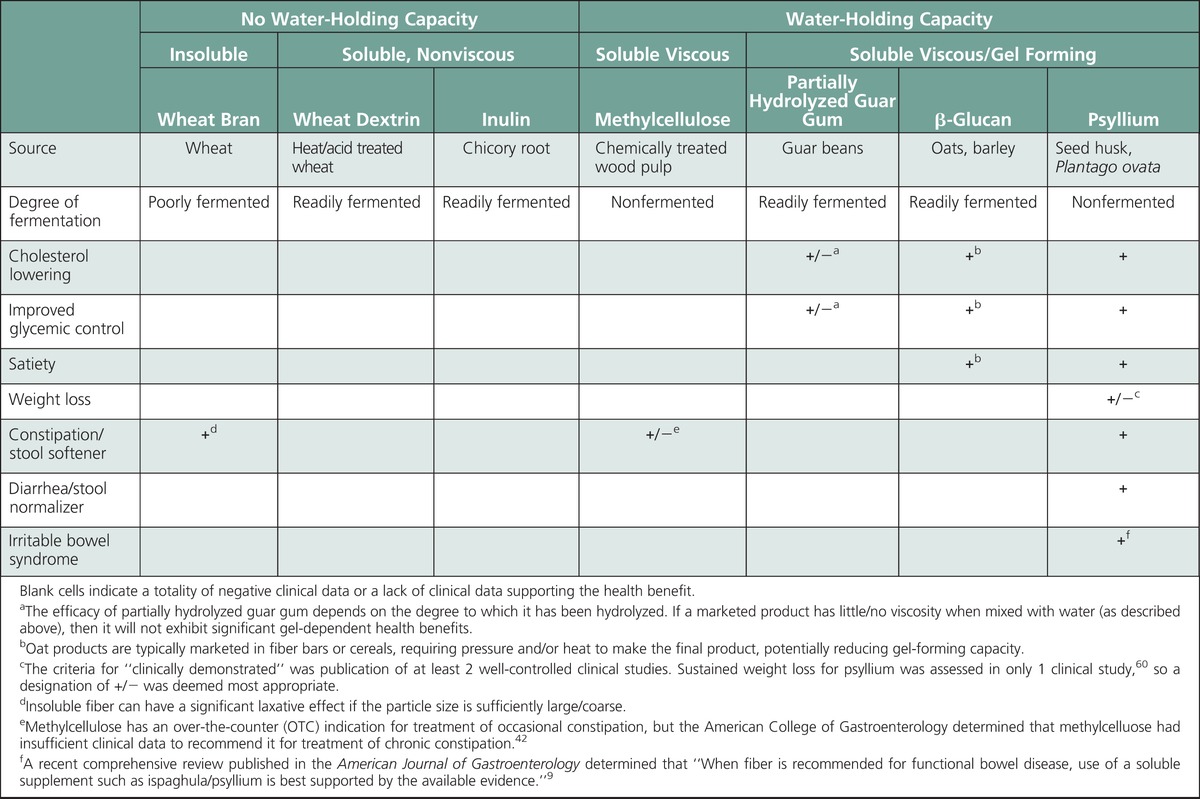 No Water-Holding Capacity Water-Holding Capacity
Insoluble Soluble, Nonviscous Soluble Viscous Soluble Viscous/Gel Forming
Wheat Bran Wheat Dextrin Inulin Methylcellulose Partially Hydrolyzed Guar Gum β-Glucan Psyllium
Source Wheat Heat/acid treated wheat Chicory root Chemically treated wood pulp Guar beans Oats, barley Seed husk, Plantago ovata
Degree of fermentation Poorly fermented Readily fermented Readily fermented Nonfermented Readily fermented Readily fermented Nonfermented
Cholesterol lowering +/−a +b +
Improved glycemic control +/−a +b +
Satiety +b +
Weight loss +/−c
Constipation/ stool softener +d +/−e +
Diarrhea/stool normalizer +
Irritable bowel syndrome +f
Blank cells indicate a totality of negative clinical data or a lack of clinical data supporting the health benefit.
aThe efficacy of partially hydrolyzed guar gum depends on the degree to which it has been hydrolyzed. If a marketed product has little/no viscosity when mixed with water (as described
above), then it will not exhibit significant gel-dependent health benefits.
bOat products are typically marketed in fiber bars or cereals, requiring pressure and/or heat to make the final product, potentially reducing gel-forming capacity.
cThe criteria for ''clinically demonstrated'' was publication of at least 2 well-controlled clinical studies. Sustained weight loss for psyllium was assessed in only 1 clinical study,60 so a
designation of +/− was deemed most appropriate.
dInsoluble fiber can have a significant laxative effect if the particle size is sufficiently large/coarse.
eMethylcellulose has an over-the-counter (OTC) indication for treatment of occasional constipation, but the American College of Gastroenterology determined that methylcelluose had
insufficient clinical data to recommend it for treatment of chronic constipation.42
fA recent comprehensive review published in the American Journal of Gastroenterology determined that ''When fiber is recommended for functional bowel disease, use of a soluble
supplement such as ispaghula/psyllium is best supported by the available evidence.''9